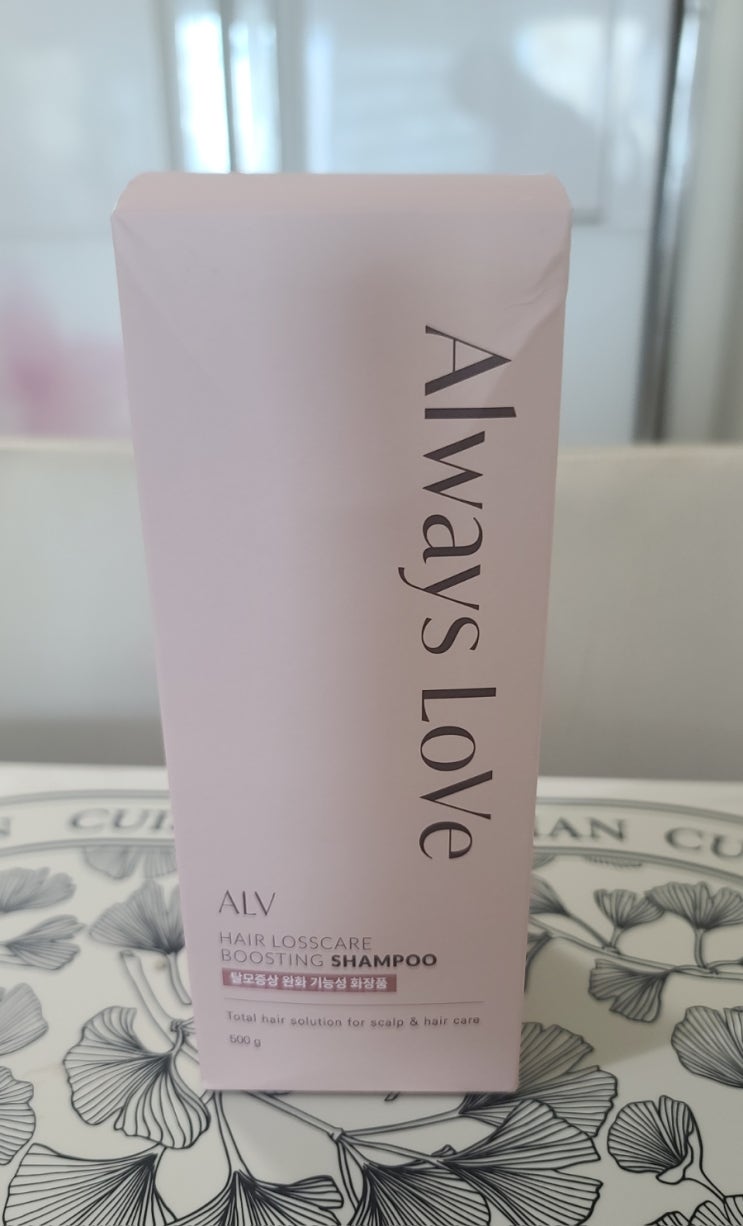 Always Love
ALV
HAIR LOSSCARE
BOOSTING SHAMPOO
탈모증상 완화 기능성 화장품
Total hair solution for scalp & hair care
500 g